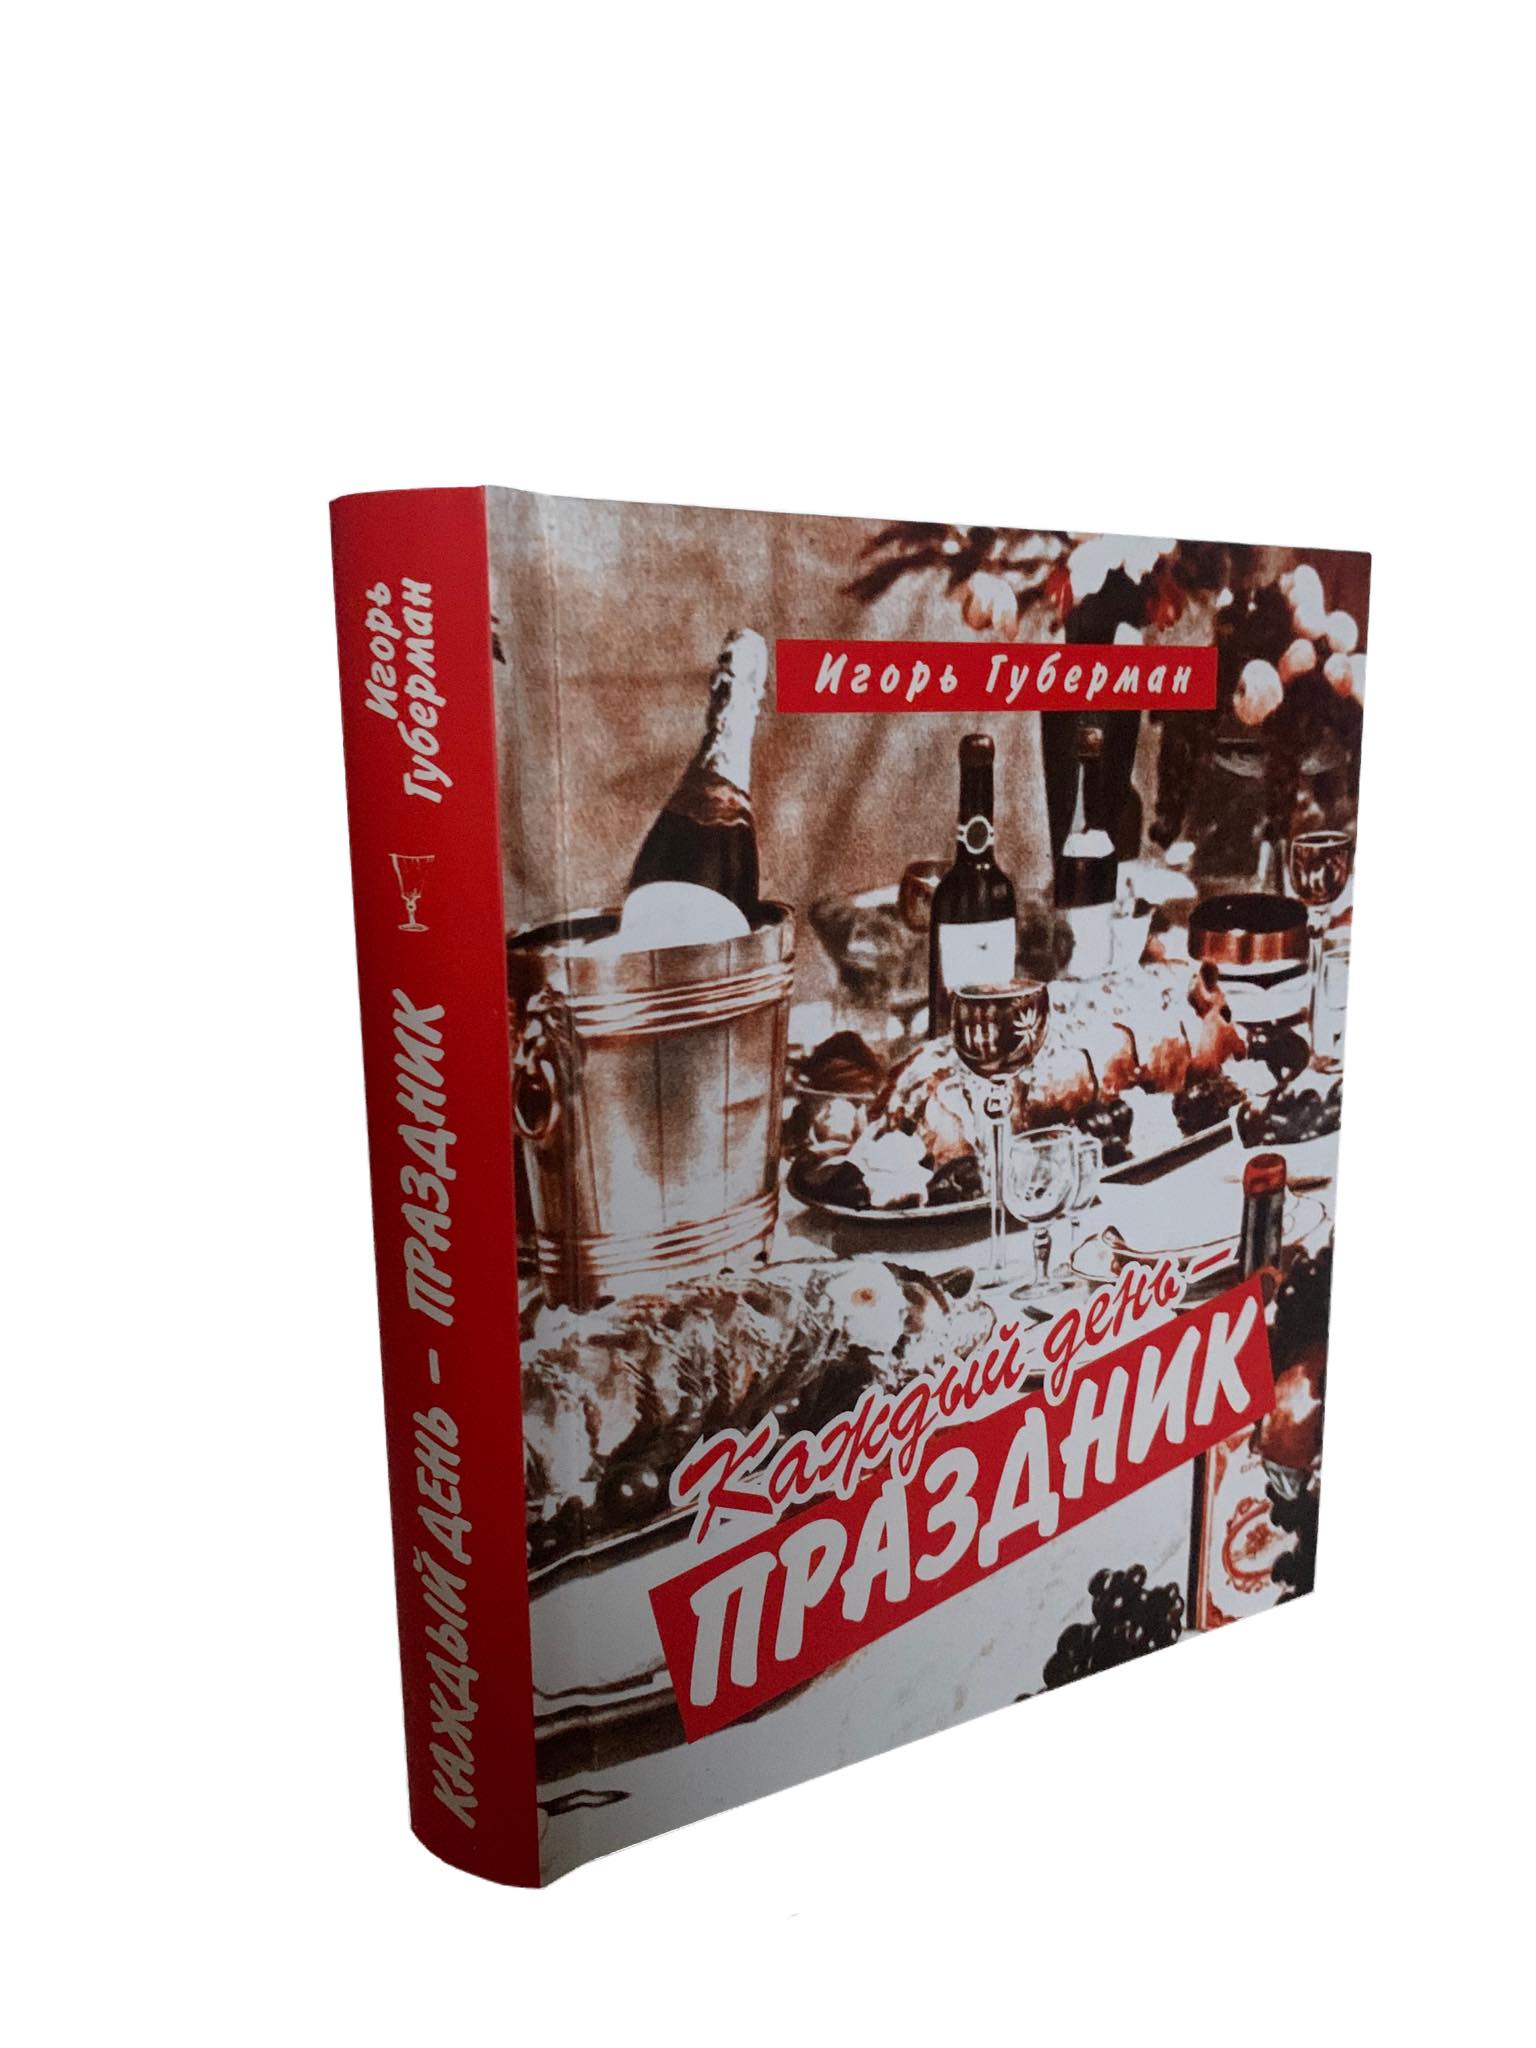 Игорь
Губерман
КАЖДЫЙ ДЕНЬ – ПРАЗДНИК
Игорь Губерман
Каждый день –
ПРАЗДНИК